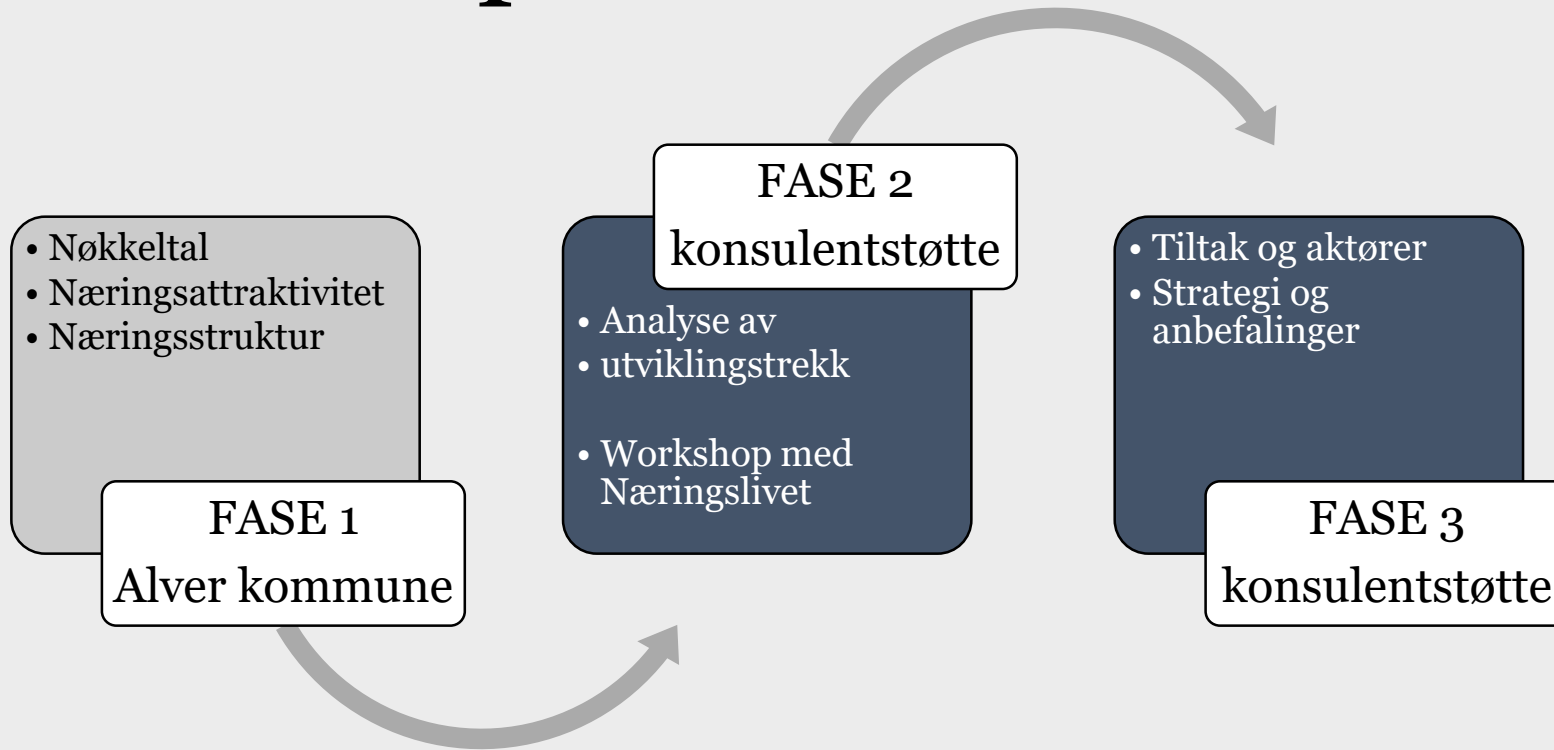 • Nøkkeltal
• Næringsattraktivitet
• Næringsstruktur
FASE 1
Alver kommune
FASE 2
konsulentstøtte
• Analyse av
• utviklingstrekk
• Workshop med
Næringslivet
• Tiltak og aktører
• Strategi og
anbefalinger
FASE 3
konsulentstøtte